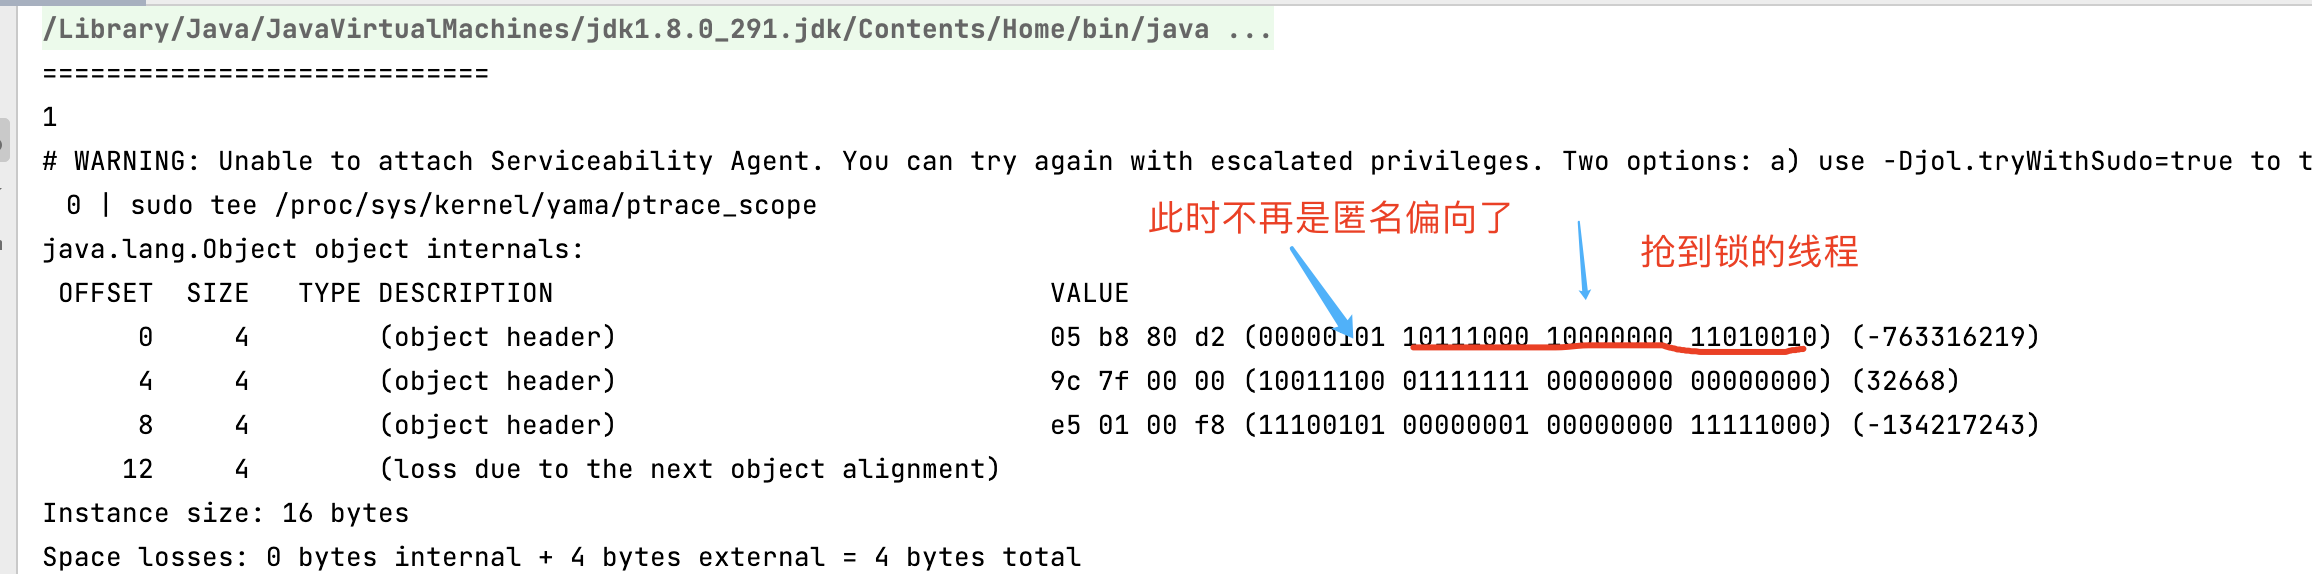 /Library/Java/JavaVirtualMachines/jdk1.8.0_291.jdk/Contents/Home/bin/java ...
============================
1
# WARNING: Unable to attach Serviceability Agent. You can try again with escalated privileges. Two options: a) use -Djol.tryWithSudo=true to t
0 | sudo tee /proc/sys/kernel/yama/ptrace_scope
此时不再是匿名偏向了
抢到锁的线程
java.lang.Object object internals:
OFFSET  SIZE   TYPE DESCRIPTION                               VALUE
0     4        (object header)                           05 b8 80 d2 (00000101 10111000 10000000 11010010) (-763316219)
4     4        (object header)                           9c 7f 00 00 (10011100 01111111 00000000 00000000) (32668)
8     4        (object header)                           e5 01 00 f8 (11100101 00000001 00000000 11111000) (-134217243)
12     4        (loss due to the next object alignment)
Instance size: 16 bytes
Space losses: 0 bytes internal + 4 bytes external = 4 bytes total